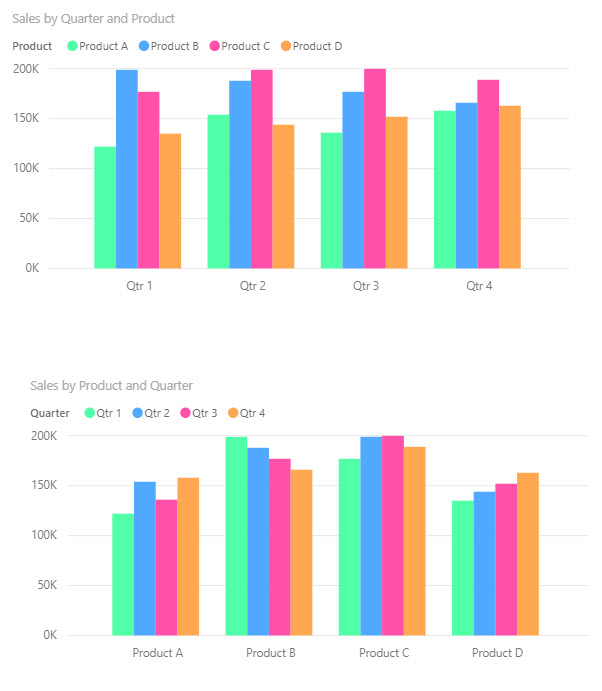 Sales by Quarter and Product
Product Product A Product B Product C Product D
200K
150K
100K
50K
0K
Qtr 1 Qtr 2 Qtr 3 Qtr 4
Sales by Product and Quarter
Quarter Qtr 1 Qtr 2 Qtr 3 Qtr 4
200K
150K
100K
50K
0K
Product A Product B Product C Product D